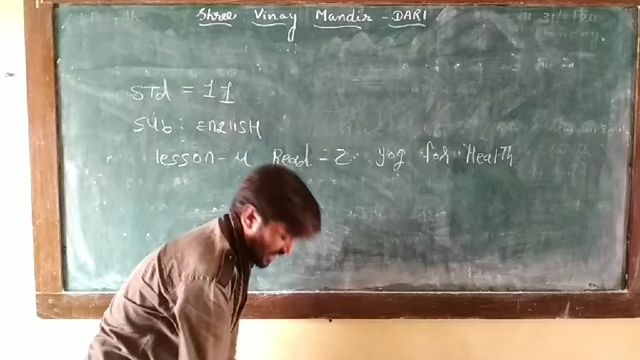 Shree Vinay Mandir - DARI
Std = 11
Sub : ENGLISH
lesson - 4 Read - 2. yog for Health